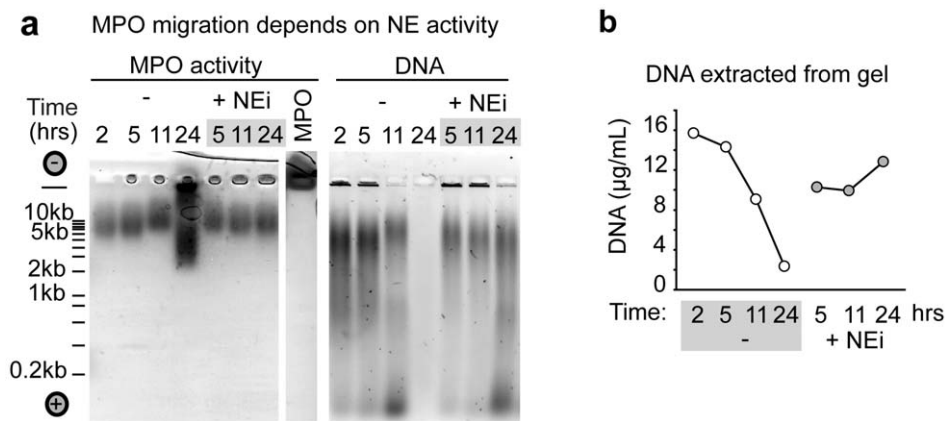 a MPO migration depends on NE activity
MPO activity DNA
Time (hrs) - + NEi MPO - + NEi
2 5 11 24 5 11 24 2 5 11 24 5 11 24
-
10kb
5kb
2kb
1kb
0.2kb
+
b
DNA extracted from gel
DNA (µg/mL)
16
12
8
4
0
Time: 2 5 11 24 5 11 24 hrs
- + NEi